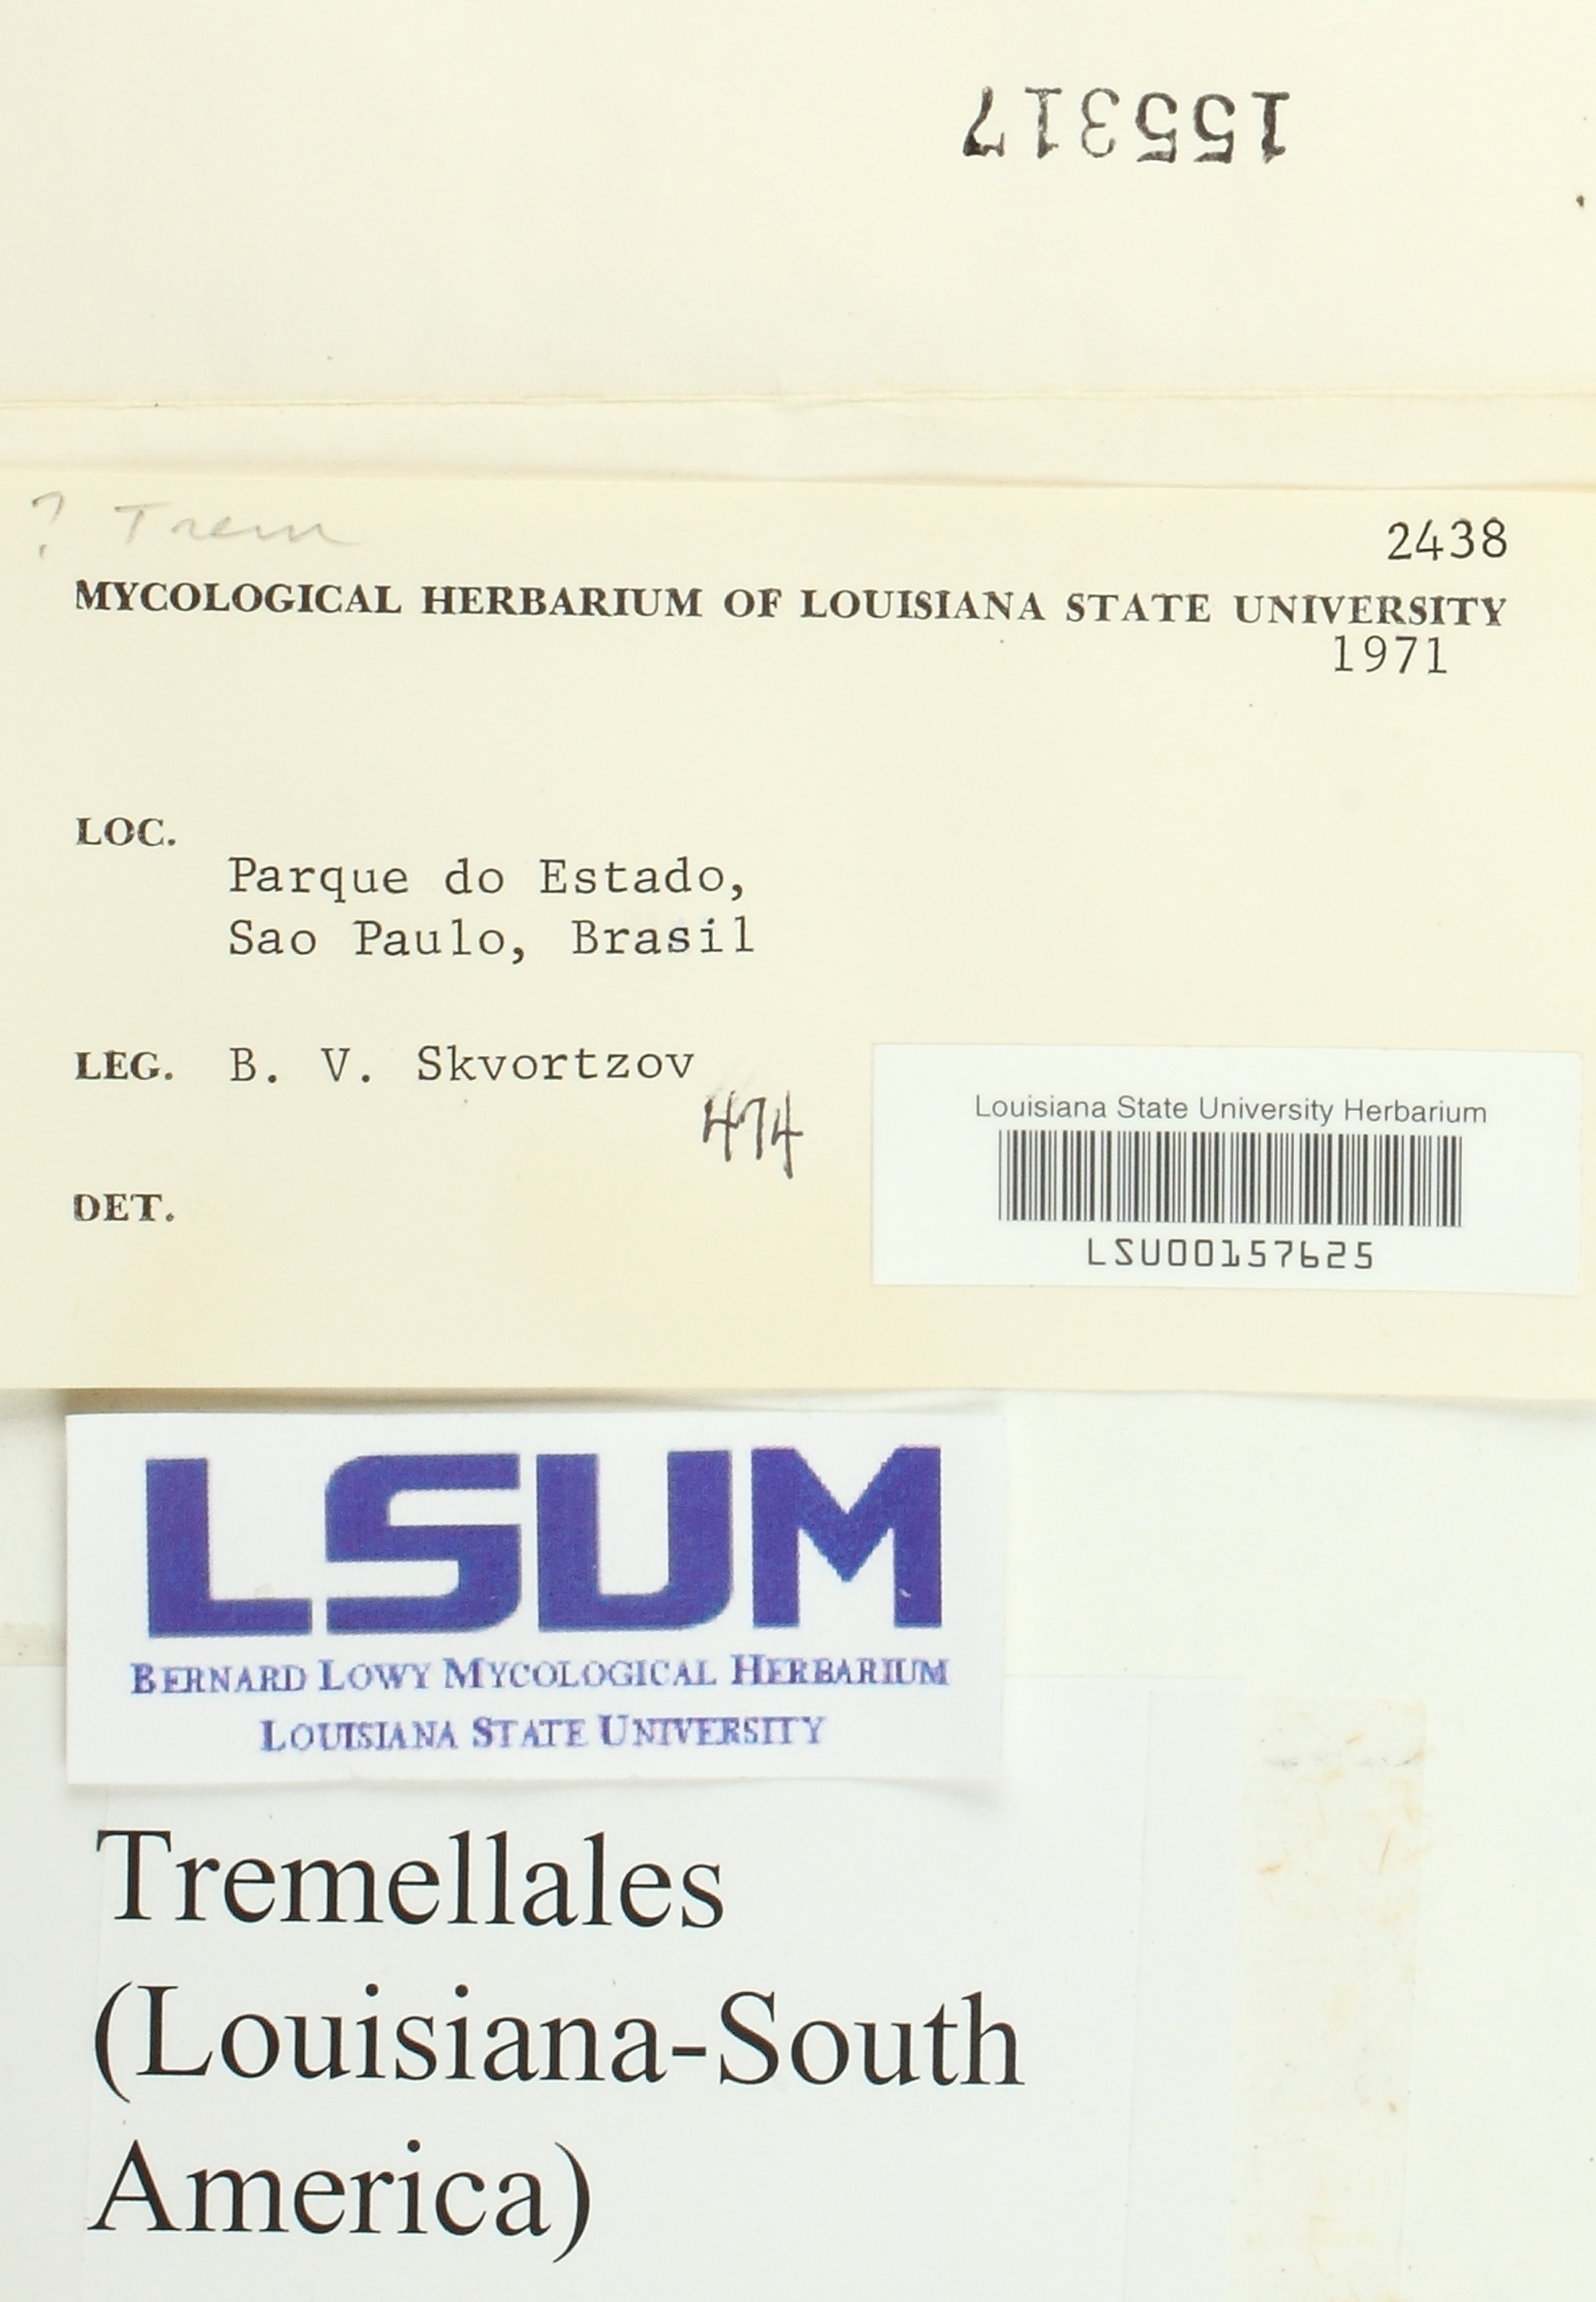 155317
? Trem
2438
MYCOLOGICAL HERBARIUM OF LOUISIANA STATE UNIVERSITY
1971
LOC.
Parque do Estado,
Sao Paulo, Brasil
LEG. B. V. Skvortzov
474
DET.
Louisiana State University Herbarium
LSU00157625
LSUM
BERNARD LOWY MYCOLOGICAL HERBARIUM
LOUISIANA STATE UNIVERSITY
Tremellales
(Louisiana-South
America)